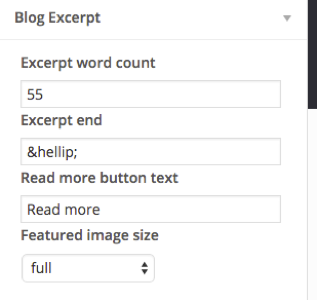 Blog Excerpt
Excerpt word count
55
Excerpt end
&hellip;
Read more button text
Read more
Featured image size
full